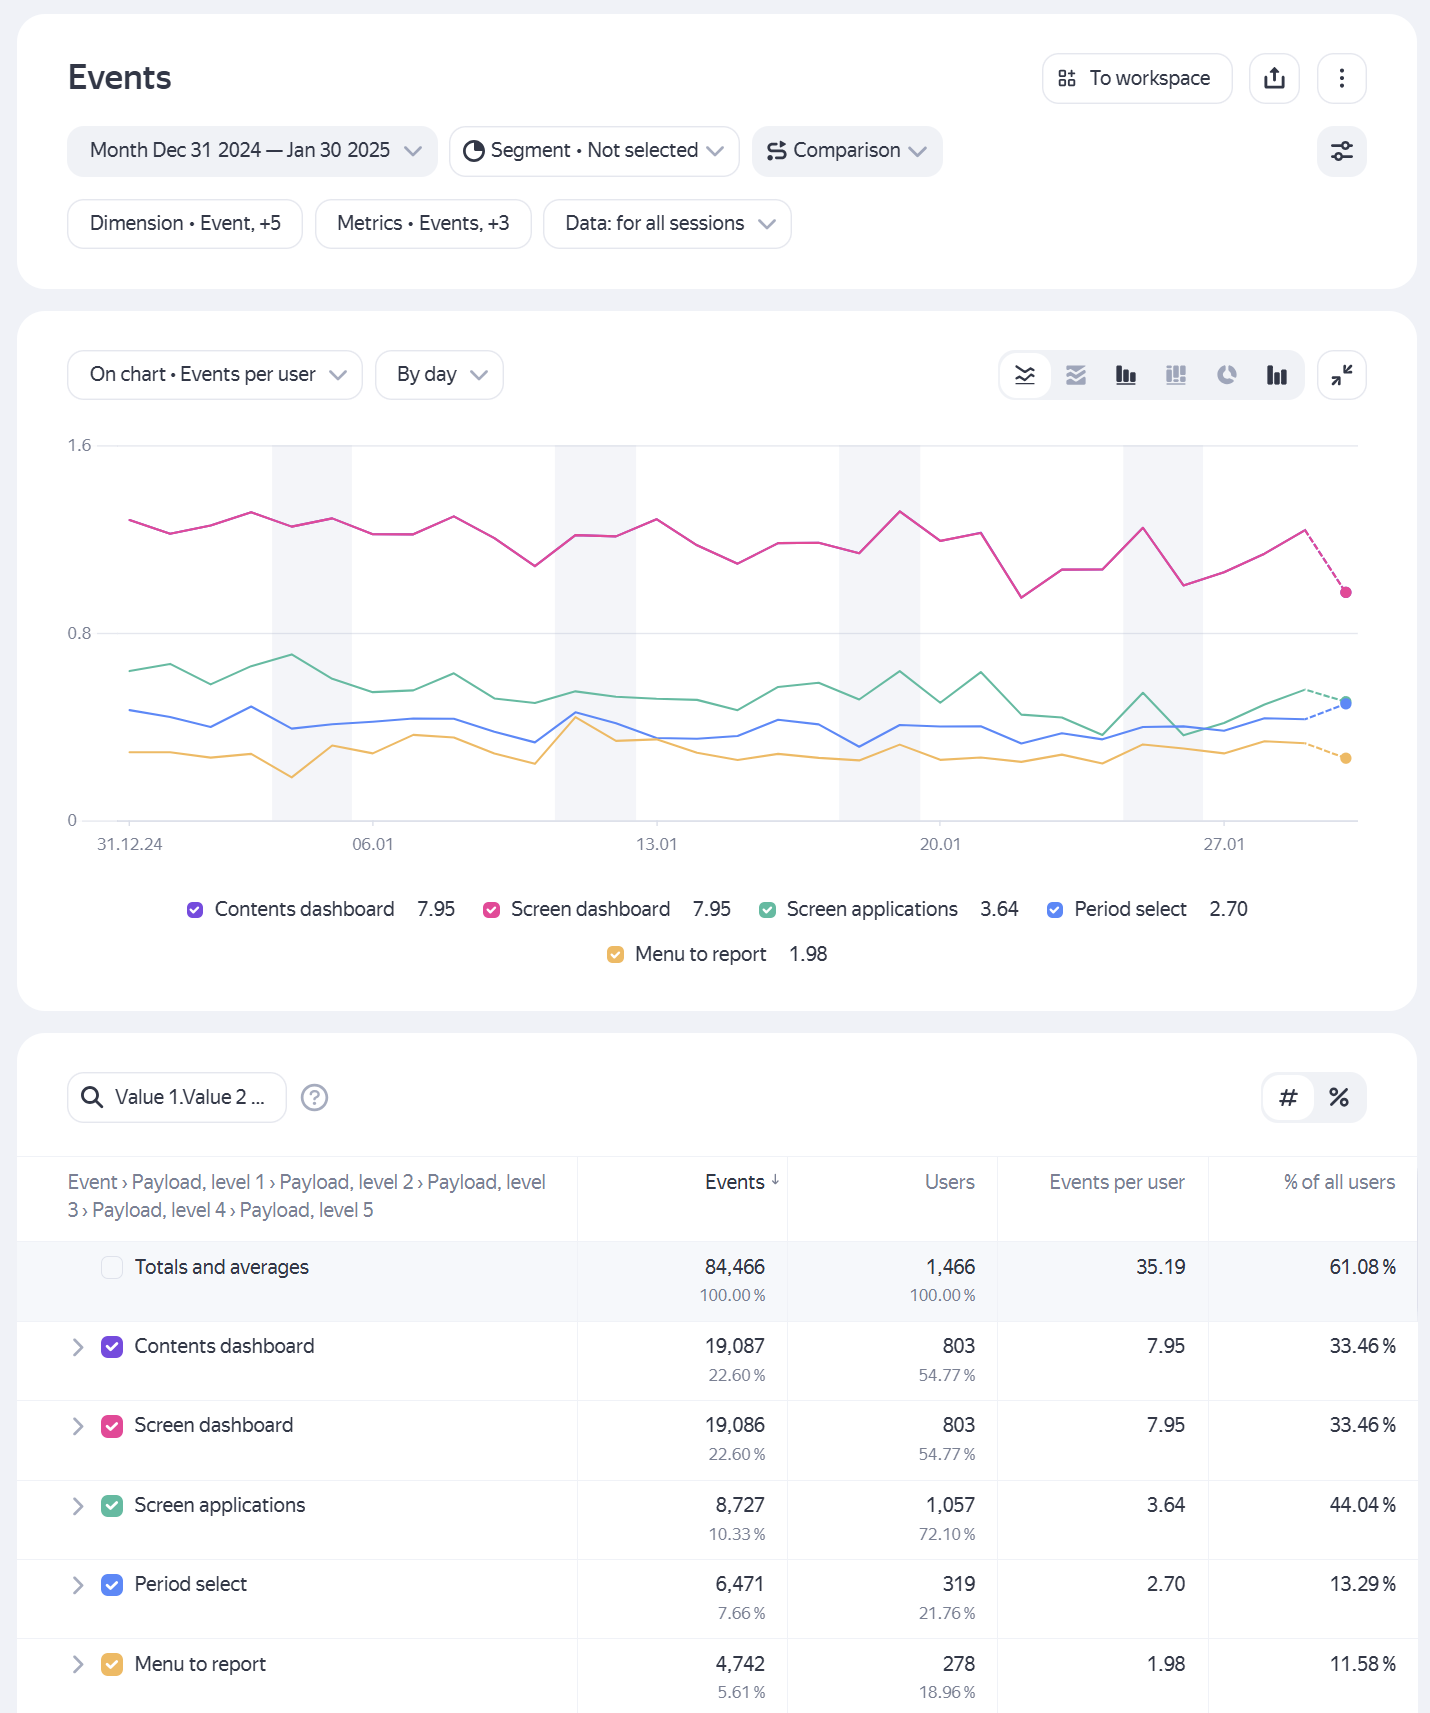 Events
To workspace
Month Dec 31 2024 — Jan 30 2025
Segment • Not selected
Comparison
Dimension • Event, +5
Metrics • Events, +3
Data: for all sessions
On chart • Events per user
By day
1.6
0.8
0
31.12.24 06.01 13.01 20.01 27.01
Contents dashboard 7.95 Screen dashboard 7.95 Screen applications 3.64 Period select 2.70
Menu to report 1.98
Value 1.Value 2 ...
?
# %
Event › Payload, level 1 › Payload, level 2 › Payload, level
3 › Payload, level 4 › Payload, level 5
Events ↓ Users Events per user % of all users
Totals and averages 84,466 1,466 35.19 61.08 %
100.00 % 100.00 %
Contents dashboard 19,087 803 7.95 33.46 %
22.60 % 54.77 %
Screen dashboard 19,086 803 7.95 33.46 %
22.60 % 54.77 %
Screen applications 8,727 1,057 3.64 44.04 %
10.33 % 72.10 %
Period select 6,471 319 2.70 13.29 %
7.66 % 21.76 %
Menu to report 4,742 278 1.98 11.58 %
5.61 % 18.96 %